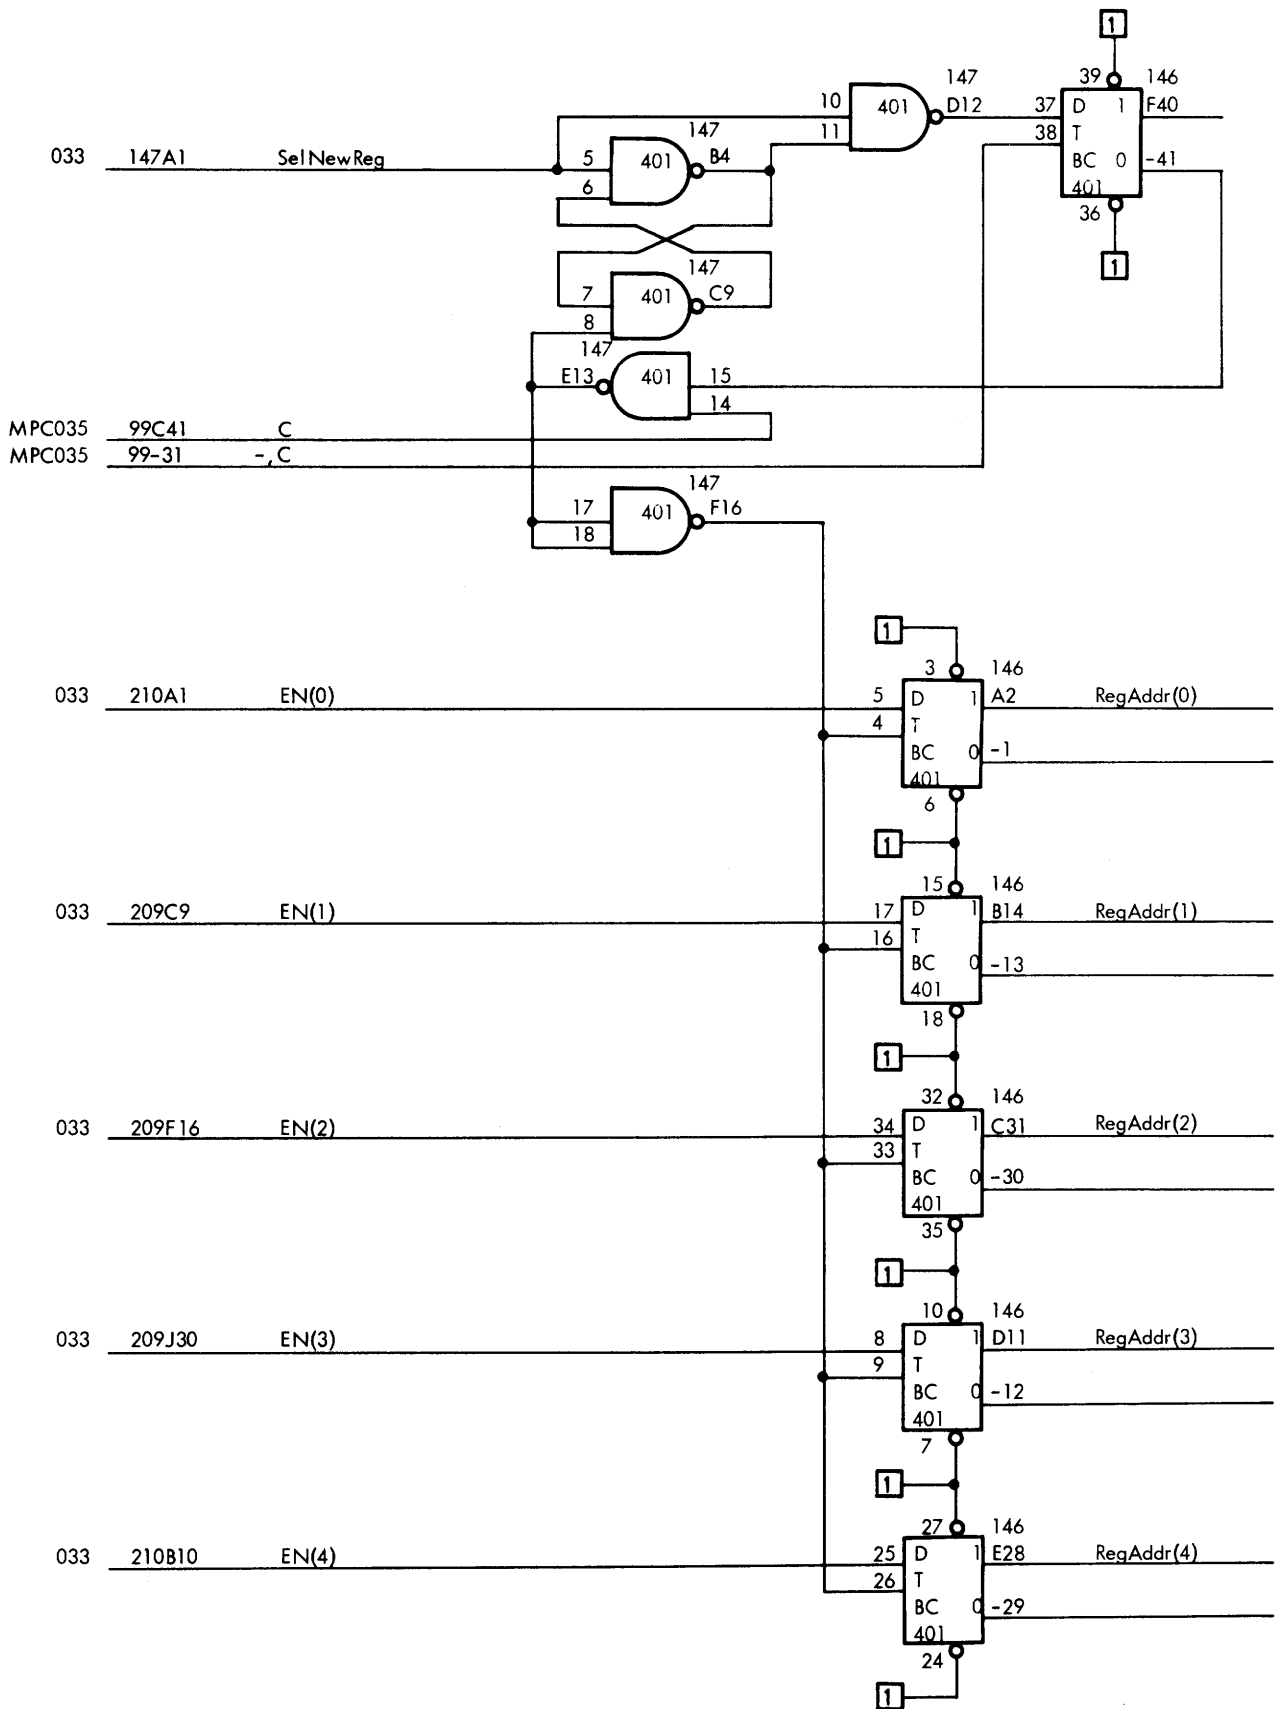 1
39 146
147
10 401 D12 37 D 1 F40
147 11 38 T
033 147A1 SelNewReg 5 401 B4 BC 0 -41
6 401
36
1
147
7 401 C9
8
147
E13 401 15
14
MPC035 99C41 C
MPC035 99-31 -,C
147
17 401 F16
18
1
3 146
033 210A1 EN(0) 5 D 1 A2 RegAddr(0)
4 T
BC 0 -1
401
6
1
15 146
033 209C9 EN(1) 17 D 1 B14 RegAddr(1)
16 T
BC 0 -13
401
18
1
32 146
033 209F16 EN(2) 34 D 1 C31 RegAddr(2)
33 T
BC 0 -30
401
35
1
10 146
033 209J30 EN(3) 8 D 1 D11 RegAddr(3)
9 T
BC 0 -12
401
7
1
27 146
033 210B10 EN(4) 25 D 1 E28 RegAddr(4)
26 T
BC 0 -29
401
24
1